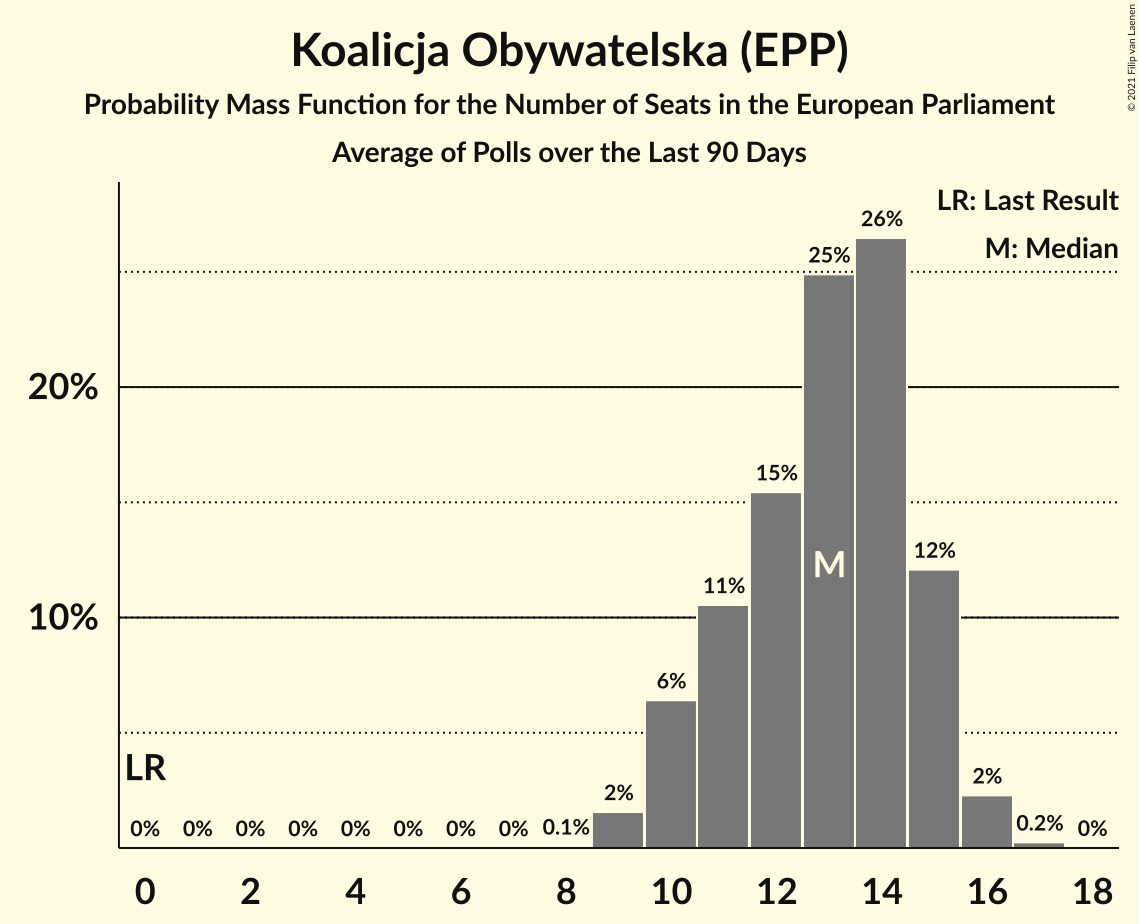 Koalicja Obywatelska (EPP)
Probability Mass Function for the Number of Seats in the European Parliament
Average of Polls over the Last 90 Days
© 2021 Filip van Laenen
LR: Last Result
M: Median
26%
25%
20%
15%
12%
M
11%
10%
6%
LR
2%
2%
0% 0% 0% 0% 0% 0% 0% 0% 0.1% 0.2% 0%
0 2 4 6 8 10 12 14 16 18